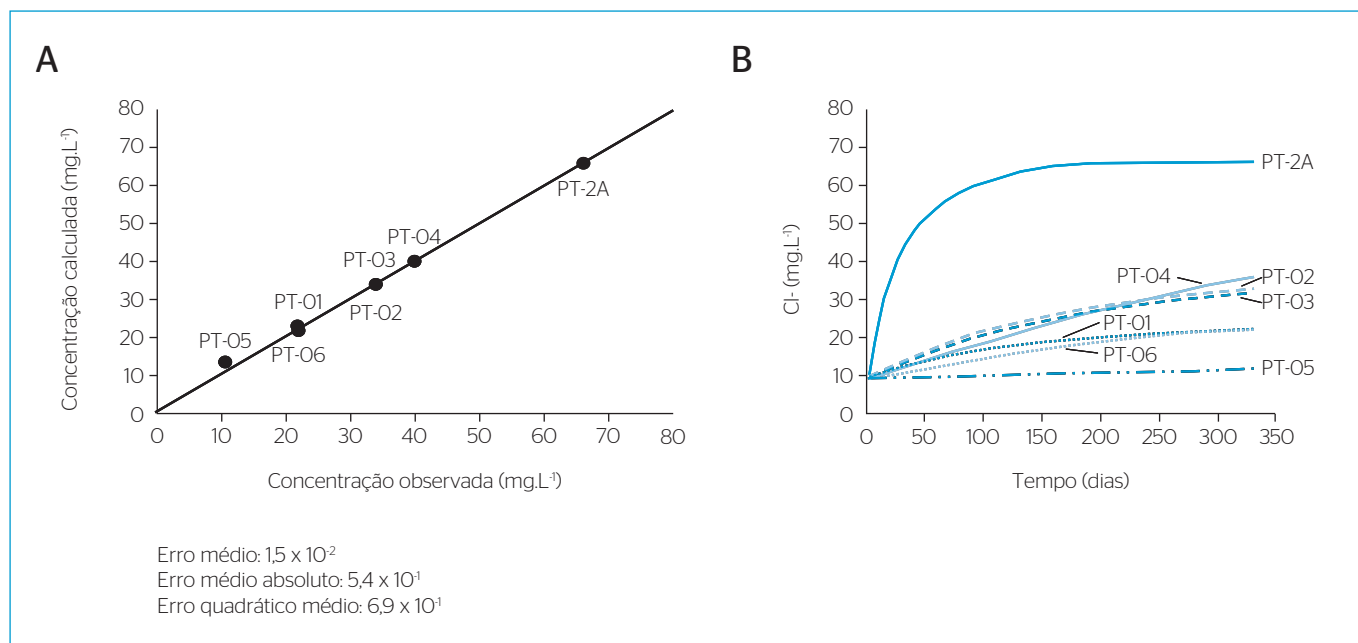 A
Concentração calculada (mg.L-1)
80
70
60
50
40
30
20
10
0
PT-2A
PT-04
PT-03
PT-02
PT-01
PT-05
PT-06
0 10 20 30 40 50 60 70 80
Concentração observada (mg.L-1)
Erro médio: 1,5 x 10-2
Erro médio absoluto: 5,4 x 10-1
Erro quadrático médio: 6,9 x 10-1
B
Cl- (mg.L-1)
80
70
60
50
40
30
20
10
0
PT-2A
PT-04
PT-02
PT-03
PT-01
PT-06
PT-05
0 50 100 150 200 250 300 350
Tempo (dias)